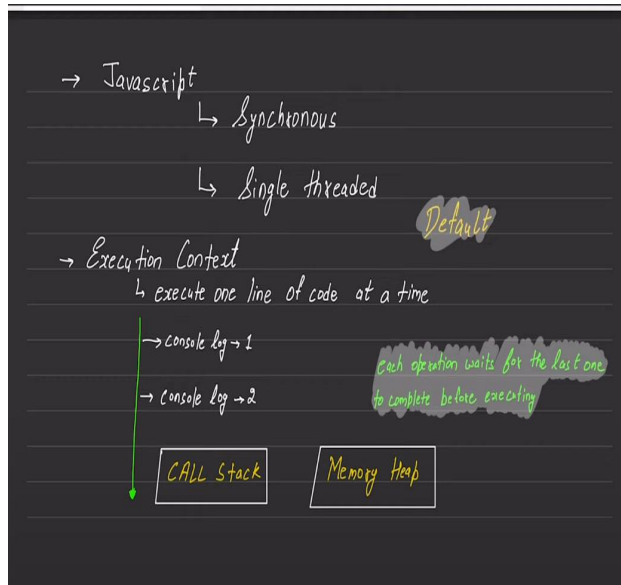 → Javascript
↳ Synchronous
↳ Single threaded
Default
→ Execution Context
↳ execute one line of code at a time
→ console log → 1
each operation waits for the last one
to complete before executing
→ console log → 2
CALL Stack
Memory Heap